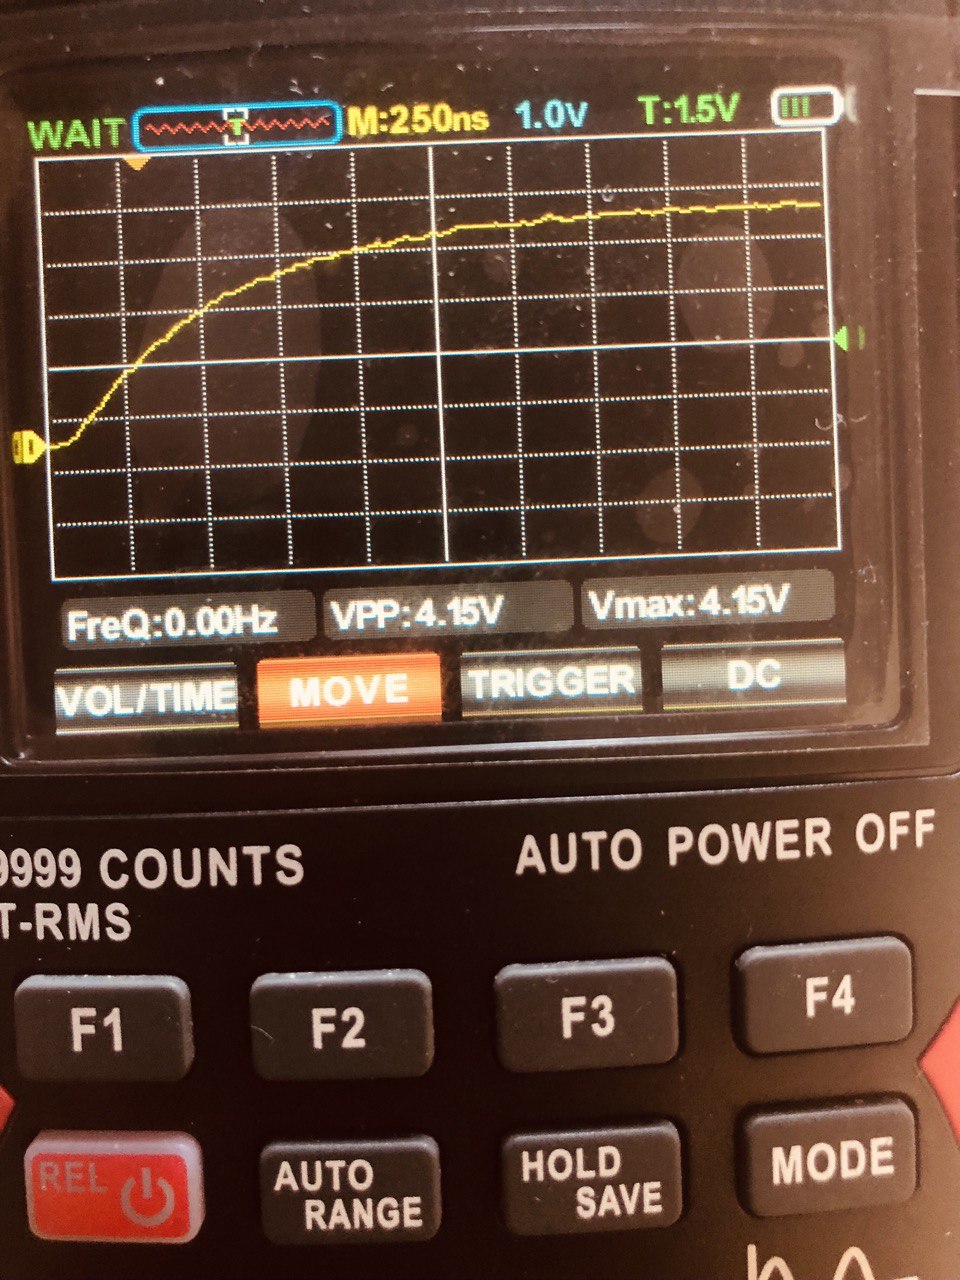 WAIT T M:250ns 1.0V T:1.5V
FreQ:0.00Hz VPP:4.15V Vmax:4.15V
VOL/TIME MOVE TRIGGER DC
9999 COUNTS AUTO POWER OFF
T-RMS
F1 F2 F3 F4
REL AUTO RANGE HOLD SAVE MODE